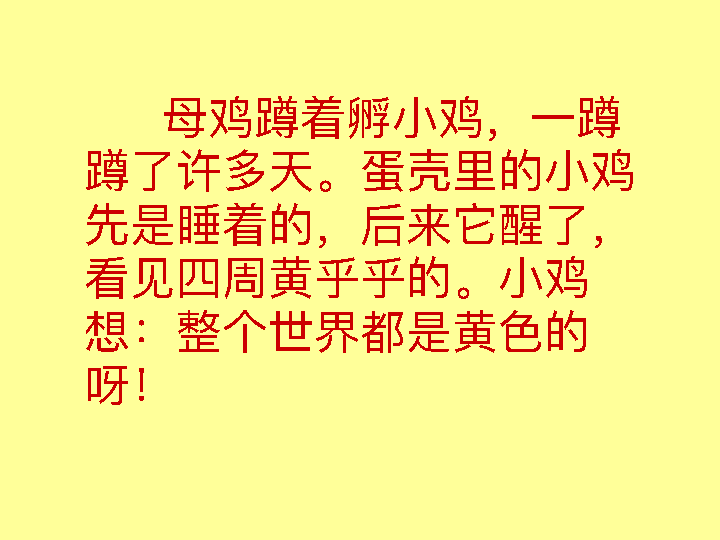 母鸡蹲着孵小鸡，一蹲
蹲了许多天。蛋壳里的小鸡
先是睡着的，后来它醒了，
看见四周黄乎乎的。小鸡
想：整个世界都是黄色的
呀！